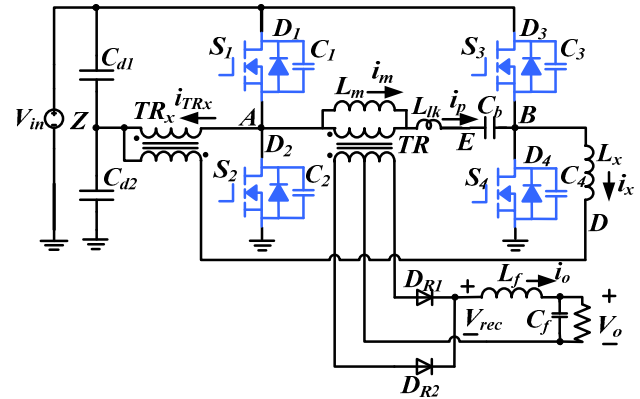 S1 D1 C1
S3 D3 C3
Cd1
Lm im
Vin Z TRx iTRx A Llk ip Cb B
D2 TR E Lx
Cd2 S2 C2 S4 D4 C4 ix
D
DR1 + Lf io
Vrec Cf + Vo
DR2